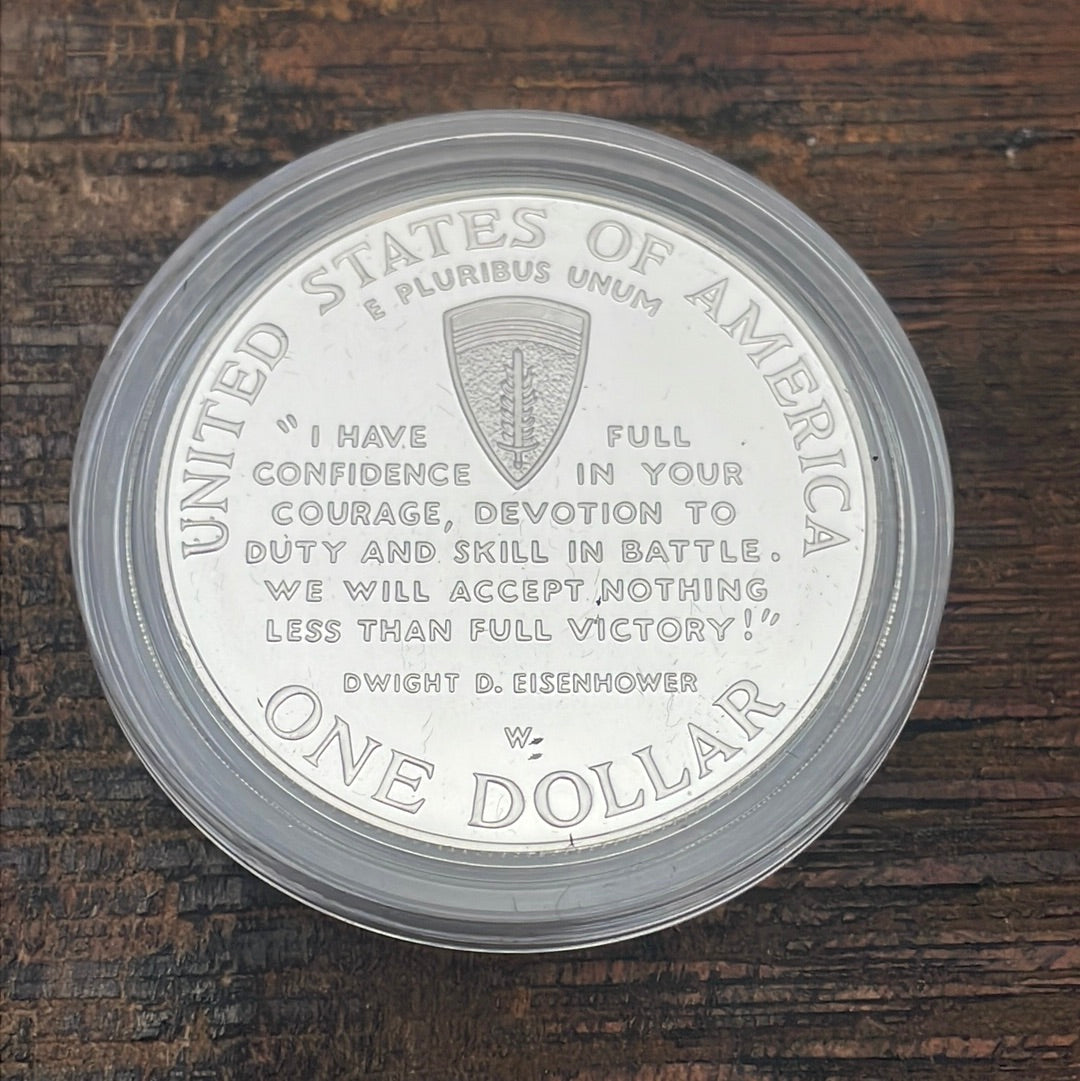 UNITED STATES OF AMERICA
E PLURIBUS UNUM
"I HAVE FULL
CONFIDENCE IN YOUR
COURAGE, DEVOTION TO
DUTY AND SKILL IN BATTLE.
WE WILL ACCEPT NOTHING
LESS THAN FULL VICTORY!"
DWIGHT D. EISENHOWER
W
ONE DOLLAR